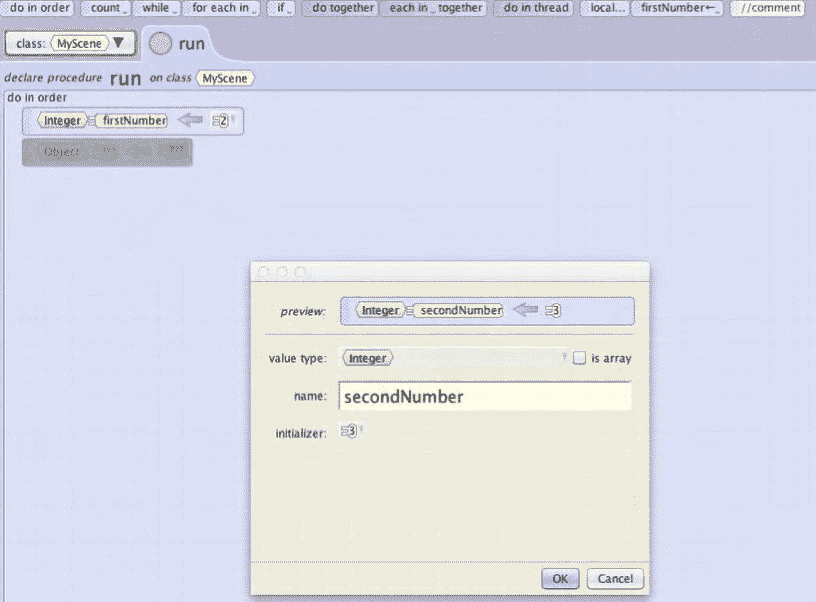 do in order count _ while _ for each in _ if _ do together each in _ together do in thread local... firstNumber← _ //comment
class: MyScene run
declare procedure run on class MyScene
do in order
Integer firstNumber 2
Object ??? ???
preview: Integer secondNumber 3
value type: Integer is array
name: secondNumber
initializer: 3
OK Cancel